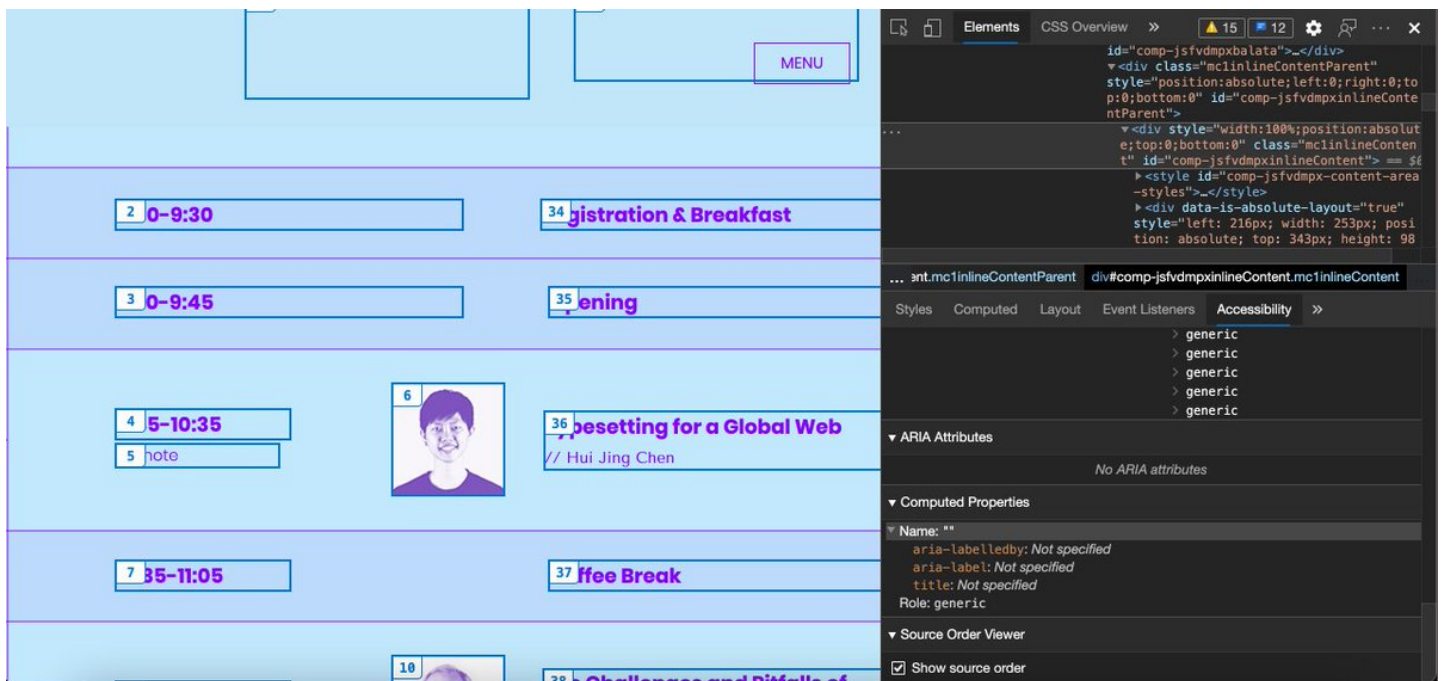 MENU
2 0-9:30
34 gistration & Breakfast
3 0-9:45
35 ening
6
4 5-10:35
36 ypesetting for a Global Web
5 note
// Hui Jing Chen
7 35-11:05
37 ffee Break
10
38 Challenges and Pitfalls of
Elements CSS Overview » 15 12 ··· ×
id="comp-jsfvdmpxbalata">…</div>
▼<div class="mc1inlineContentParent"
style="position:absolute;left:0;right:0;to
p:0;bottom:0" id="comp-jsfvdmpxinlineConte
ntParent">
... ▼<div style="width:100%;position:absolut
e;top:0;bottom:0" class="mc1inlineConten
t" id="comp-jsfvdmpxinlineContent"> == $0
▶<style id="comp-jsfvdmpx-content-area
-styles">…</style>
▶<div data-is-absolute-layout="true"
style="left: 216px; width: 253px; posi
tion: absolute; top: 343px; height: 98
... ent.mc1inlineContentParent div#comp-jsfvdmpxinlineContent.mc1inlineContent
Styles Computed Layout Event Listeners Accessibility »
> generic
> generic
> generic
> generic
> generic
▼ ARIA Attributes
No ARIA attributes
▼ Computed Properties
▼ Name: ""
aria-labelledby: Not specified
aria-label: Not specified
title: Not specified
Role: generic
▼ Source Order Viewer
Show source order